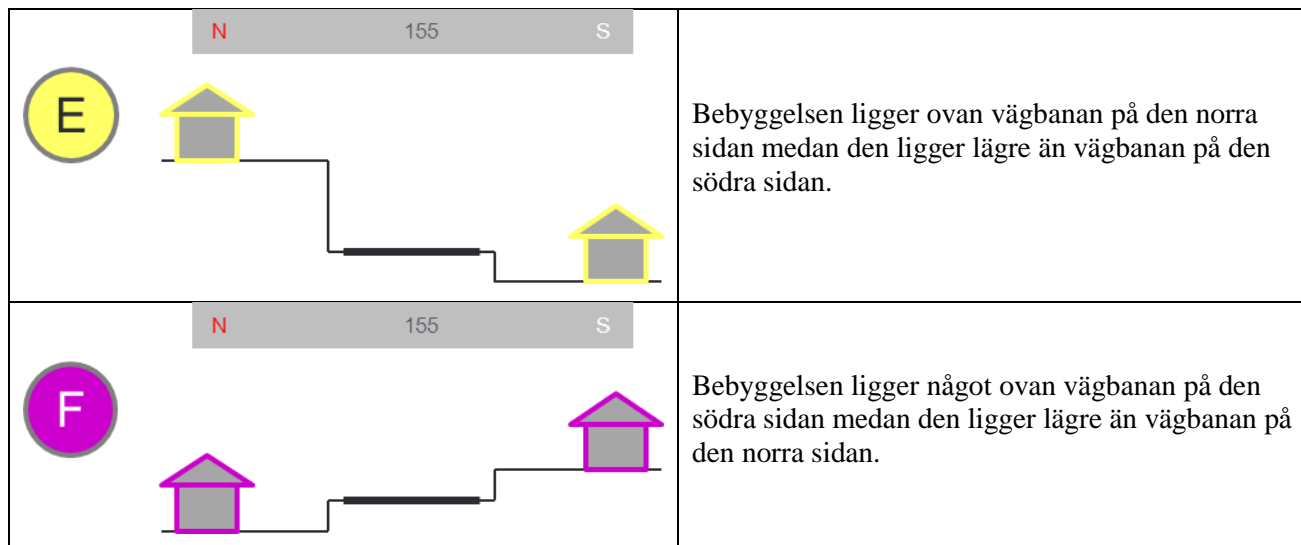 N 155 S
E
Bebyggelsen ligger ovan vägbanan på den norra
sidan medan den ligger lägre än vägbanan på den
södra sidan.
N 155 S
F
Bebyggelsen ligger något ovan vägbanan på den
södra sidan medan den ligger lägre än vägbanan på
den norra sidan.